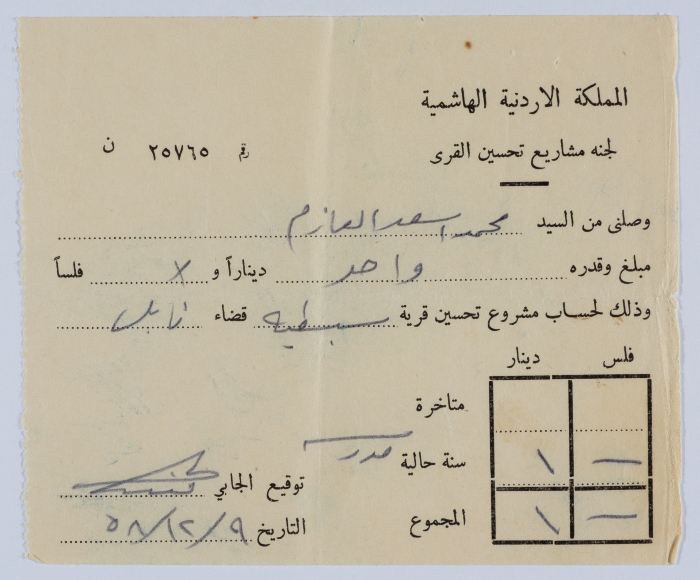 المملكة الاردنية الهاشمية
لجنه مشاريع تحسين القرى
رقم ٢٥٧٦٥ ن
وصلني من السيد محمد اسعد العازم
مبلغ وقدره واحد ديناراً و X فلساً
وذلك لحساب مشروع تحسين قرية سبسطيه قضاء نابلس
فلس دينار
متاخرة
— ١ سنة حالية
— ١ المجموع
توقيع الجابي
التاريخ ٩/١٢/٥٨